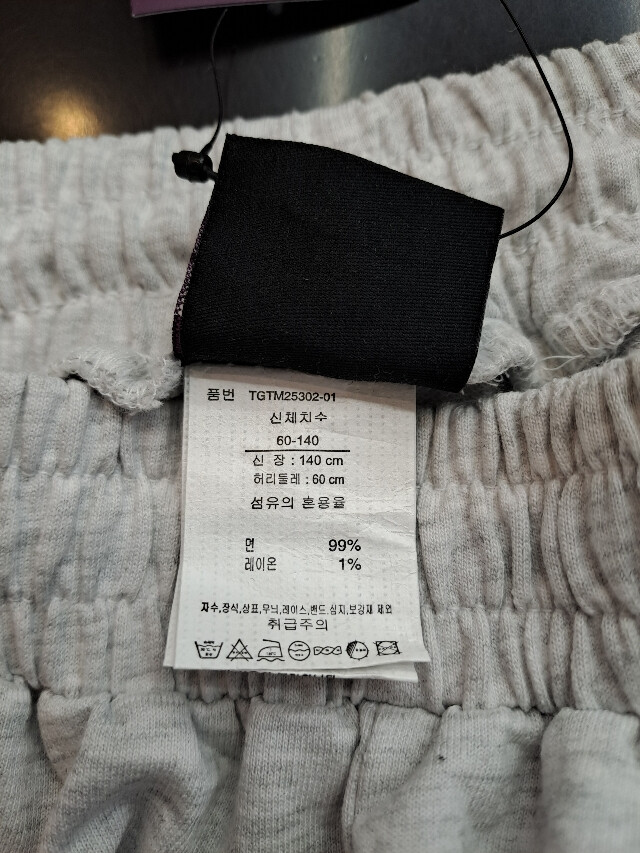 품번 TGTM25302-01
신체치수
60-140
신 장 : 140 cm
허리둘레 : 60 cm
섬유의 혼용율
면 99%
레이온 1%
자수,장식,상표,무늬,레이스,밴드,심지,보강재 제외
취급주의